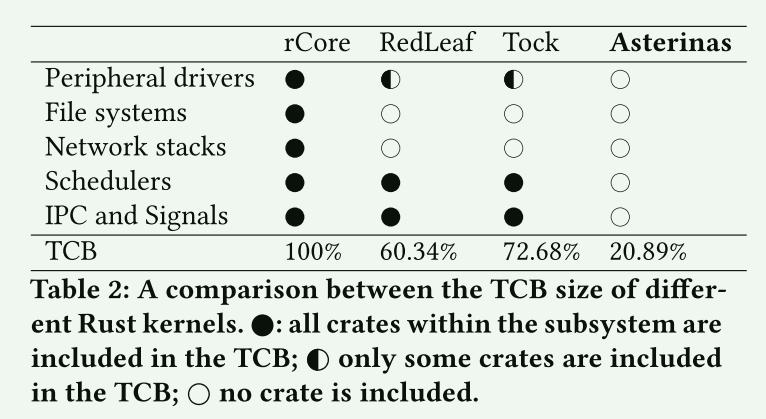 rCore RedLeaf Tock Asterinas
Peripheral drivers ● ◐ ◐ ○
File systems ● ○ ○ ○
Network stacks ● ○ ○ ○
Schedulers ● ● ● ○
IPC and Signals ● ● ● ○
TCB 100% 60.34% 72.68% 20.89%
Table 2: A comparison between the TCB size of differ-
ent Rust kernels. ●: all crates within the subsystem are
included in the TCB; ◐ only some crates are included
in the TCB; ○ no crate is included.